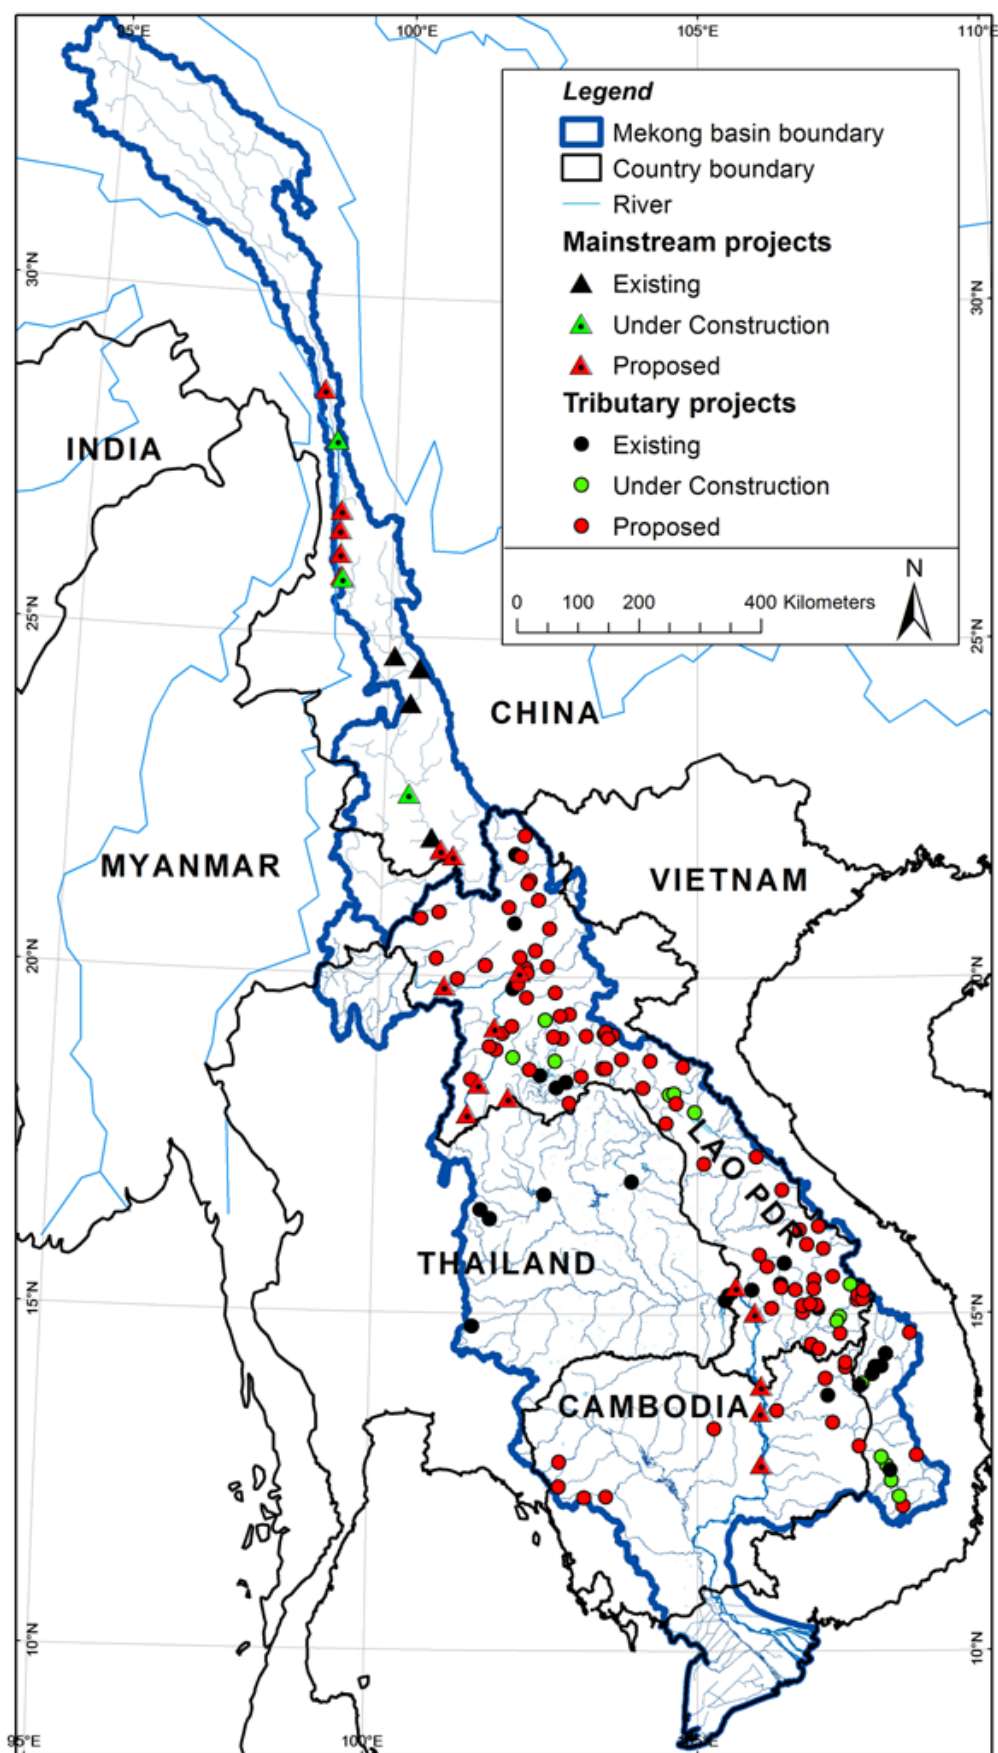 95°E
100°E
105°E
110°E
Legend
Mekong basin boundary
Country boundary
River
Mainstream projects
Existing
Under Construction
Proposed
Tributary projects
Existing
Under Construction
Proposed
N
0 100 200 400 Kilometers
30°N
30°N
INDIA
25°N
25°N
CHINA
MYANMAR
VIETNAM
20°N
20°N
LAO PDR
THAILAND
15°N
15°N
CAMBODIA
10°N
10°N
95°E
100°E
105°E